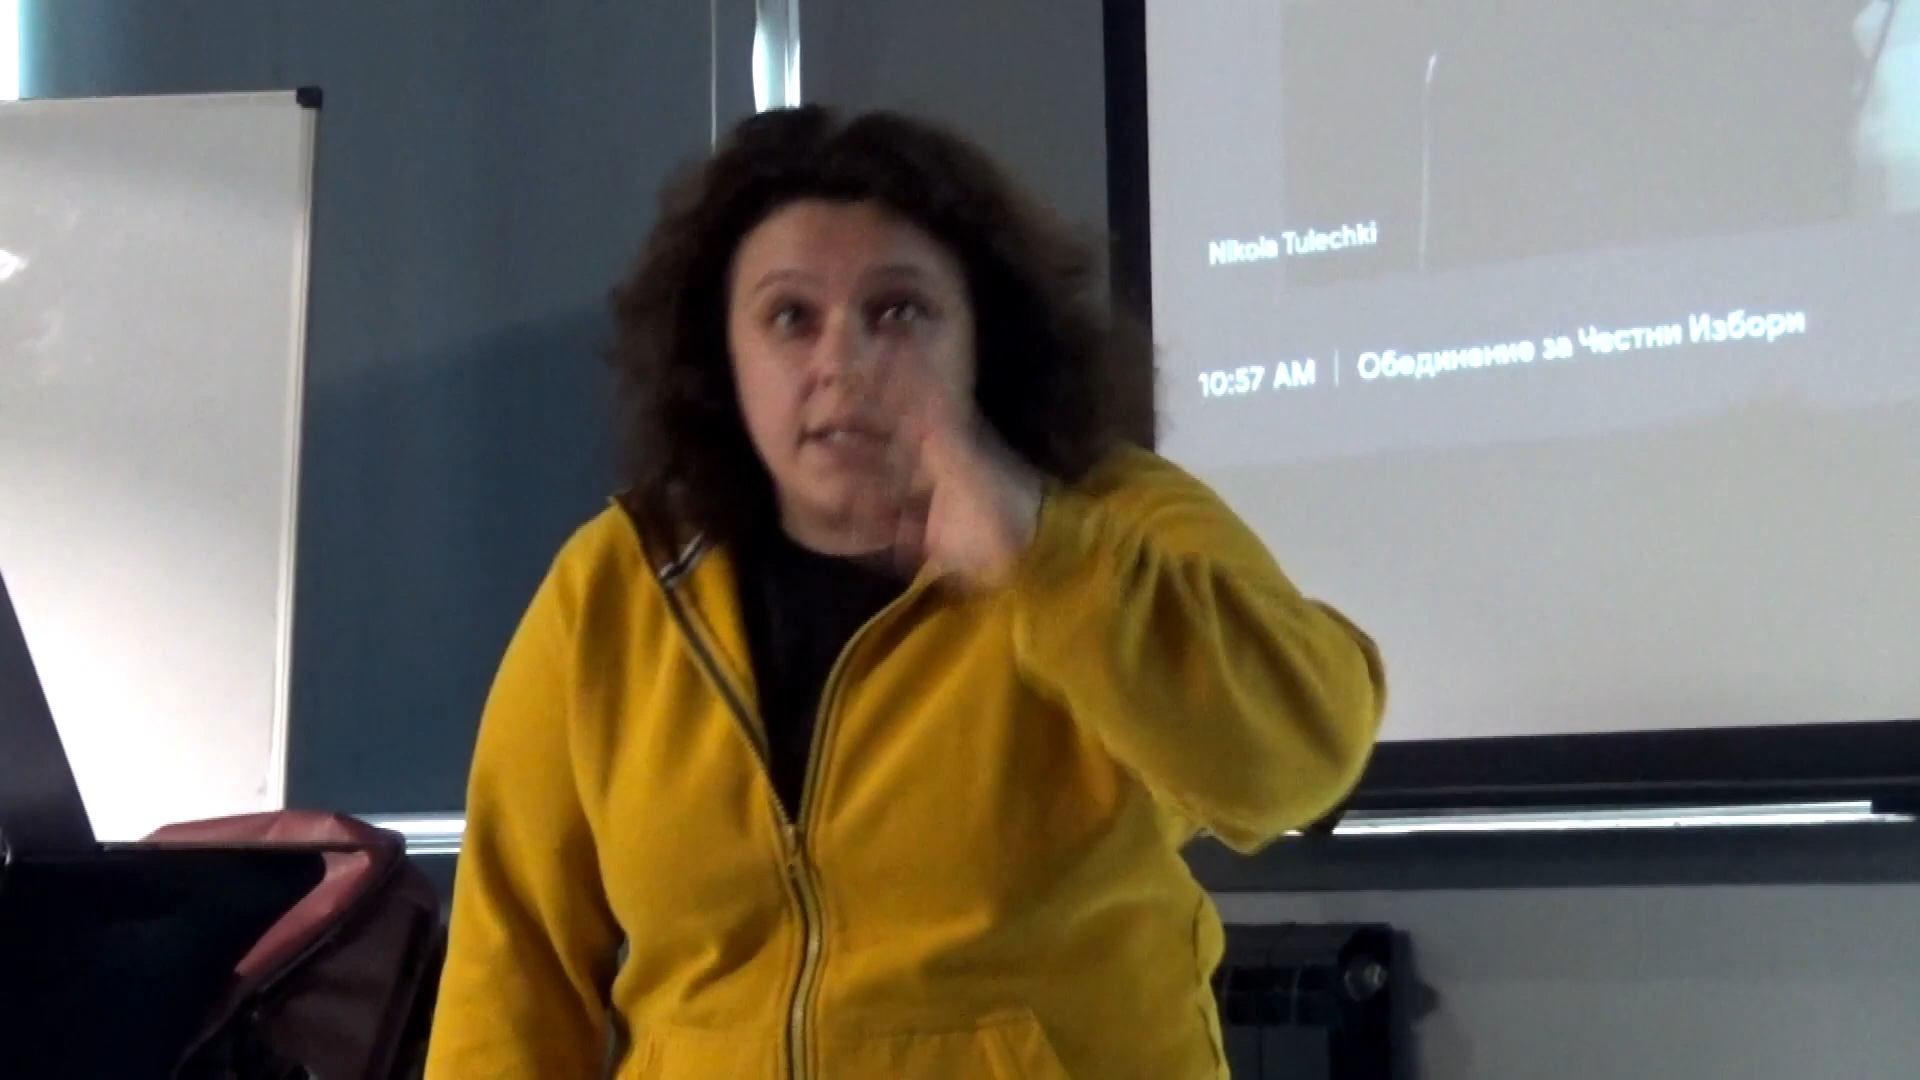 Nikola Tulechki
10:57 AM | Обединение за Честни Избори